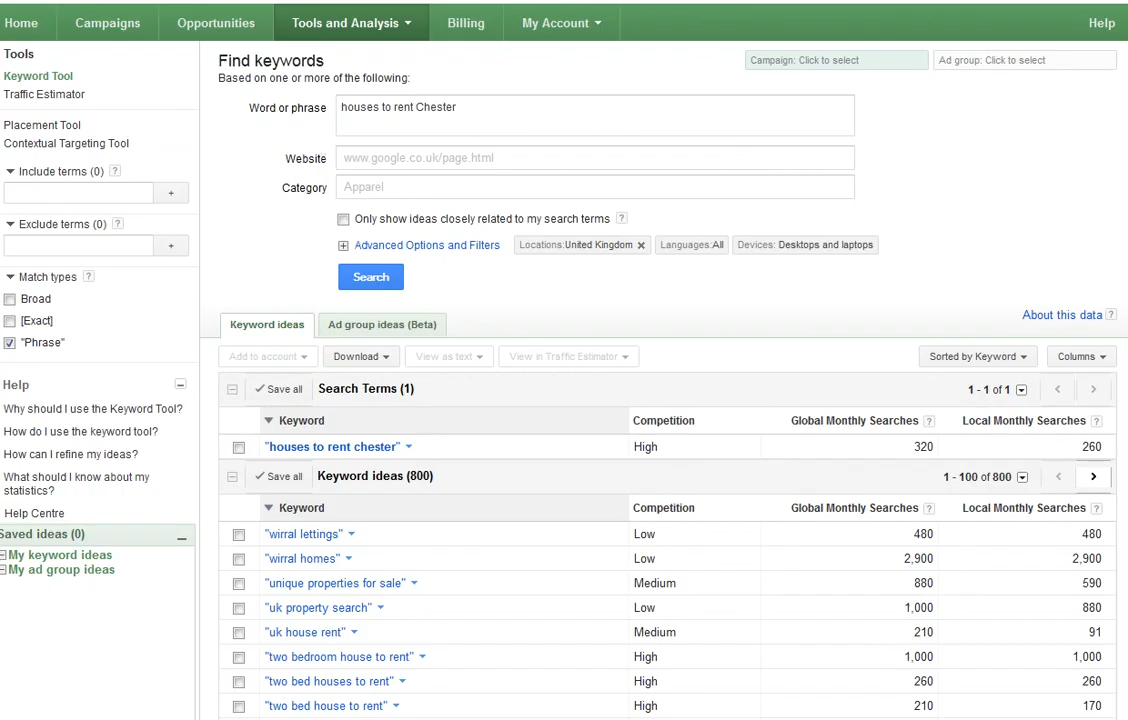 Home Campaigns Opportunities Tools and Analysis Billing My Account Help
Tools
Keyword Tool
Traffic Estimator
Placement Tool
Contextual Targeting Tool
Include terms (0) ?
+
Exclude terms (0) ?
+
Match types ?
Broad
[Exact]
"Phrase"
Help
Why should I use the Keyword Tool?
How do I use the keyword tool?
How can I refine my ideas?
What should I know about my
statistics?
Help Centre
Saved ideas (0)
My keyword ideas
My ad group ideas
Find keywords
Based on one or more of the following:
Campaign: Click to select Ad group: Click to select
Word or phrase houses to rent Chester
Website www.google.co.uk/page.html
Category Apparel
Only show ideas closely related to my search terms ?
Advanced Options and Filters Locations:United Kingdom x Languages:All Devices: Desktops and laptops
Search
About this data ?
Keyword ideas Ad group ideas (Beta)
Add to account Download View as text View in Traffic Estimator Sorted by Keyword Columns
Save all Search Terms (1) 1 - 1 of 1
Keyword Competition Global Monthly Searches ? Local Monthly Searches ?
"houses to rent chester" High 320 260
Save all Keyword ideas (800) 1 - 100 of 800
Keyword Competition Global Monthly Searches ? Local Monthly Searches ?
"wirral lettings" Low 480 480
"wirral homes" Low 2,900 2,900
"unique properties for sale" Medium 880 590
"uk property search" Low 1,000 880
"uk house rent" Medium 210 91
"two bedroom house to rent" High 1,000 1,000
"two bed houses to rent" High 260 260
"two bed house to rent" High 210 170